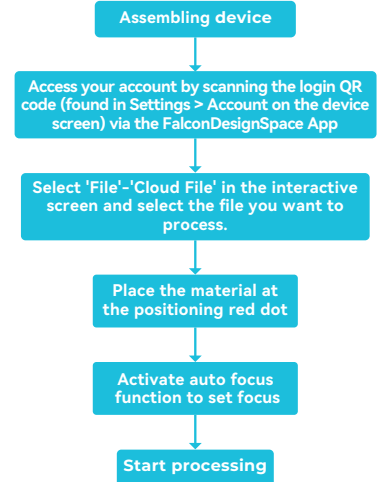 Assembling device
Access your account by scanning the login QR
code (found in Settings > Account on the device
screen) via the FalconDesignSpace App
Select 'File'-'Cloud File' in the interactive
screen and select the file you want to
process.
Place the material at
the positioning red dot
Activate auto focus
function to set focus
Start processing